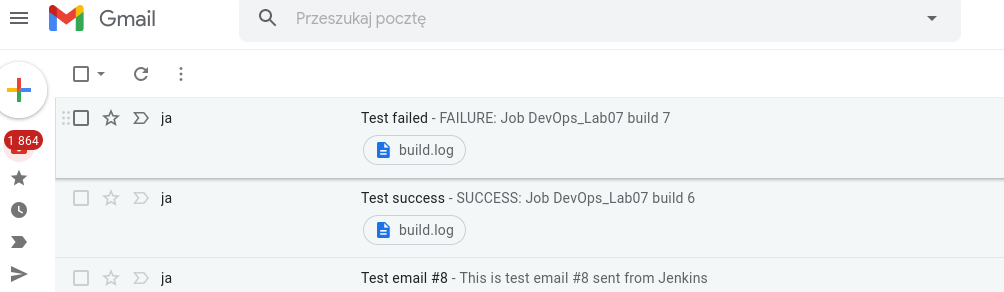 Gmail
Przeszukaj pocztę
1 864
ja Test failed - FAILURE: Job DevOps_Lab07 build 7
build.log
ja Test success - SUCCESS: Job DevOps_Lab07 build 6
build.log
ja Test email #8 - This is test email #8 sent from Jenkins